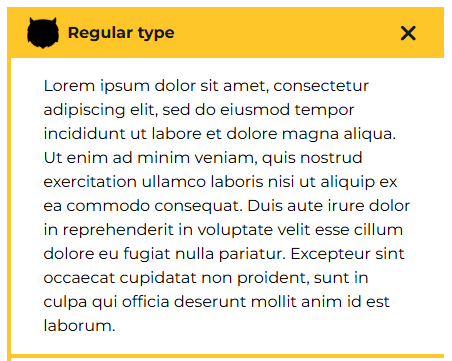 Regular type
Lorem ipsum dolor sit amet, consectetur
adipiscing elit, sed do eiusmod tempor
incididunt ut labore et dolore magna aliqua.
Ut enim ad minim veniam, quis nostrud
exercitation ullamco laboris nisi ut aliquip ex
ea commodo consequat. Duis aute irure dolor
in reprehenderit in voluptate velit esse cillum
dolore eu fugiat nulla pariatur. Excepteur sint
occaecat cupidatat non proident, sunt in
culpa qui officia deserunt mollit anim id est
laborum.